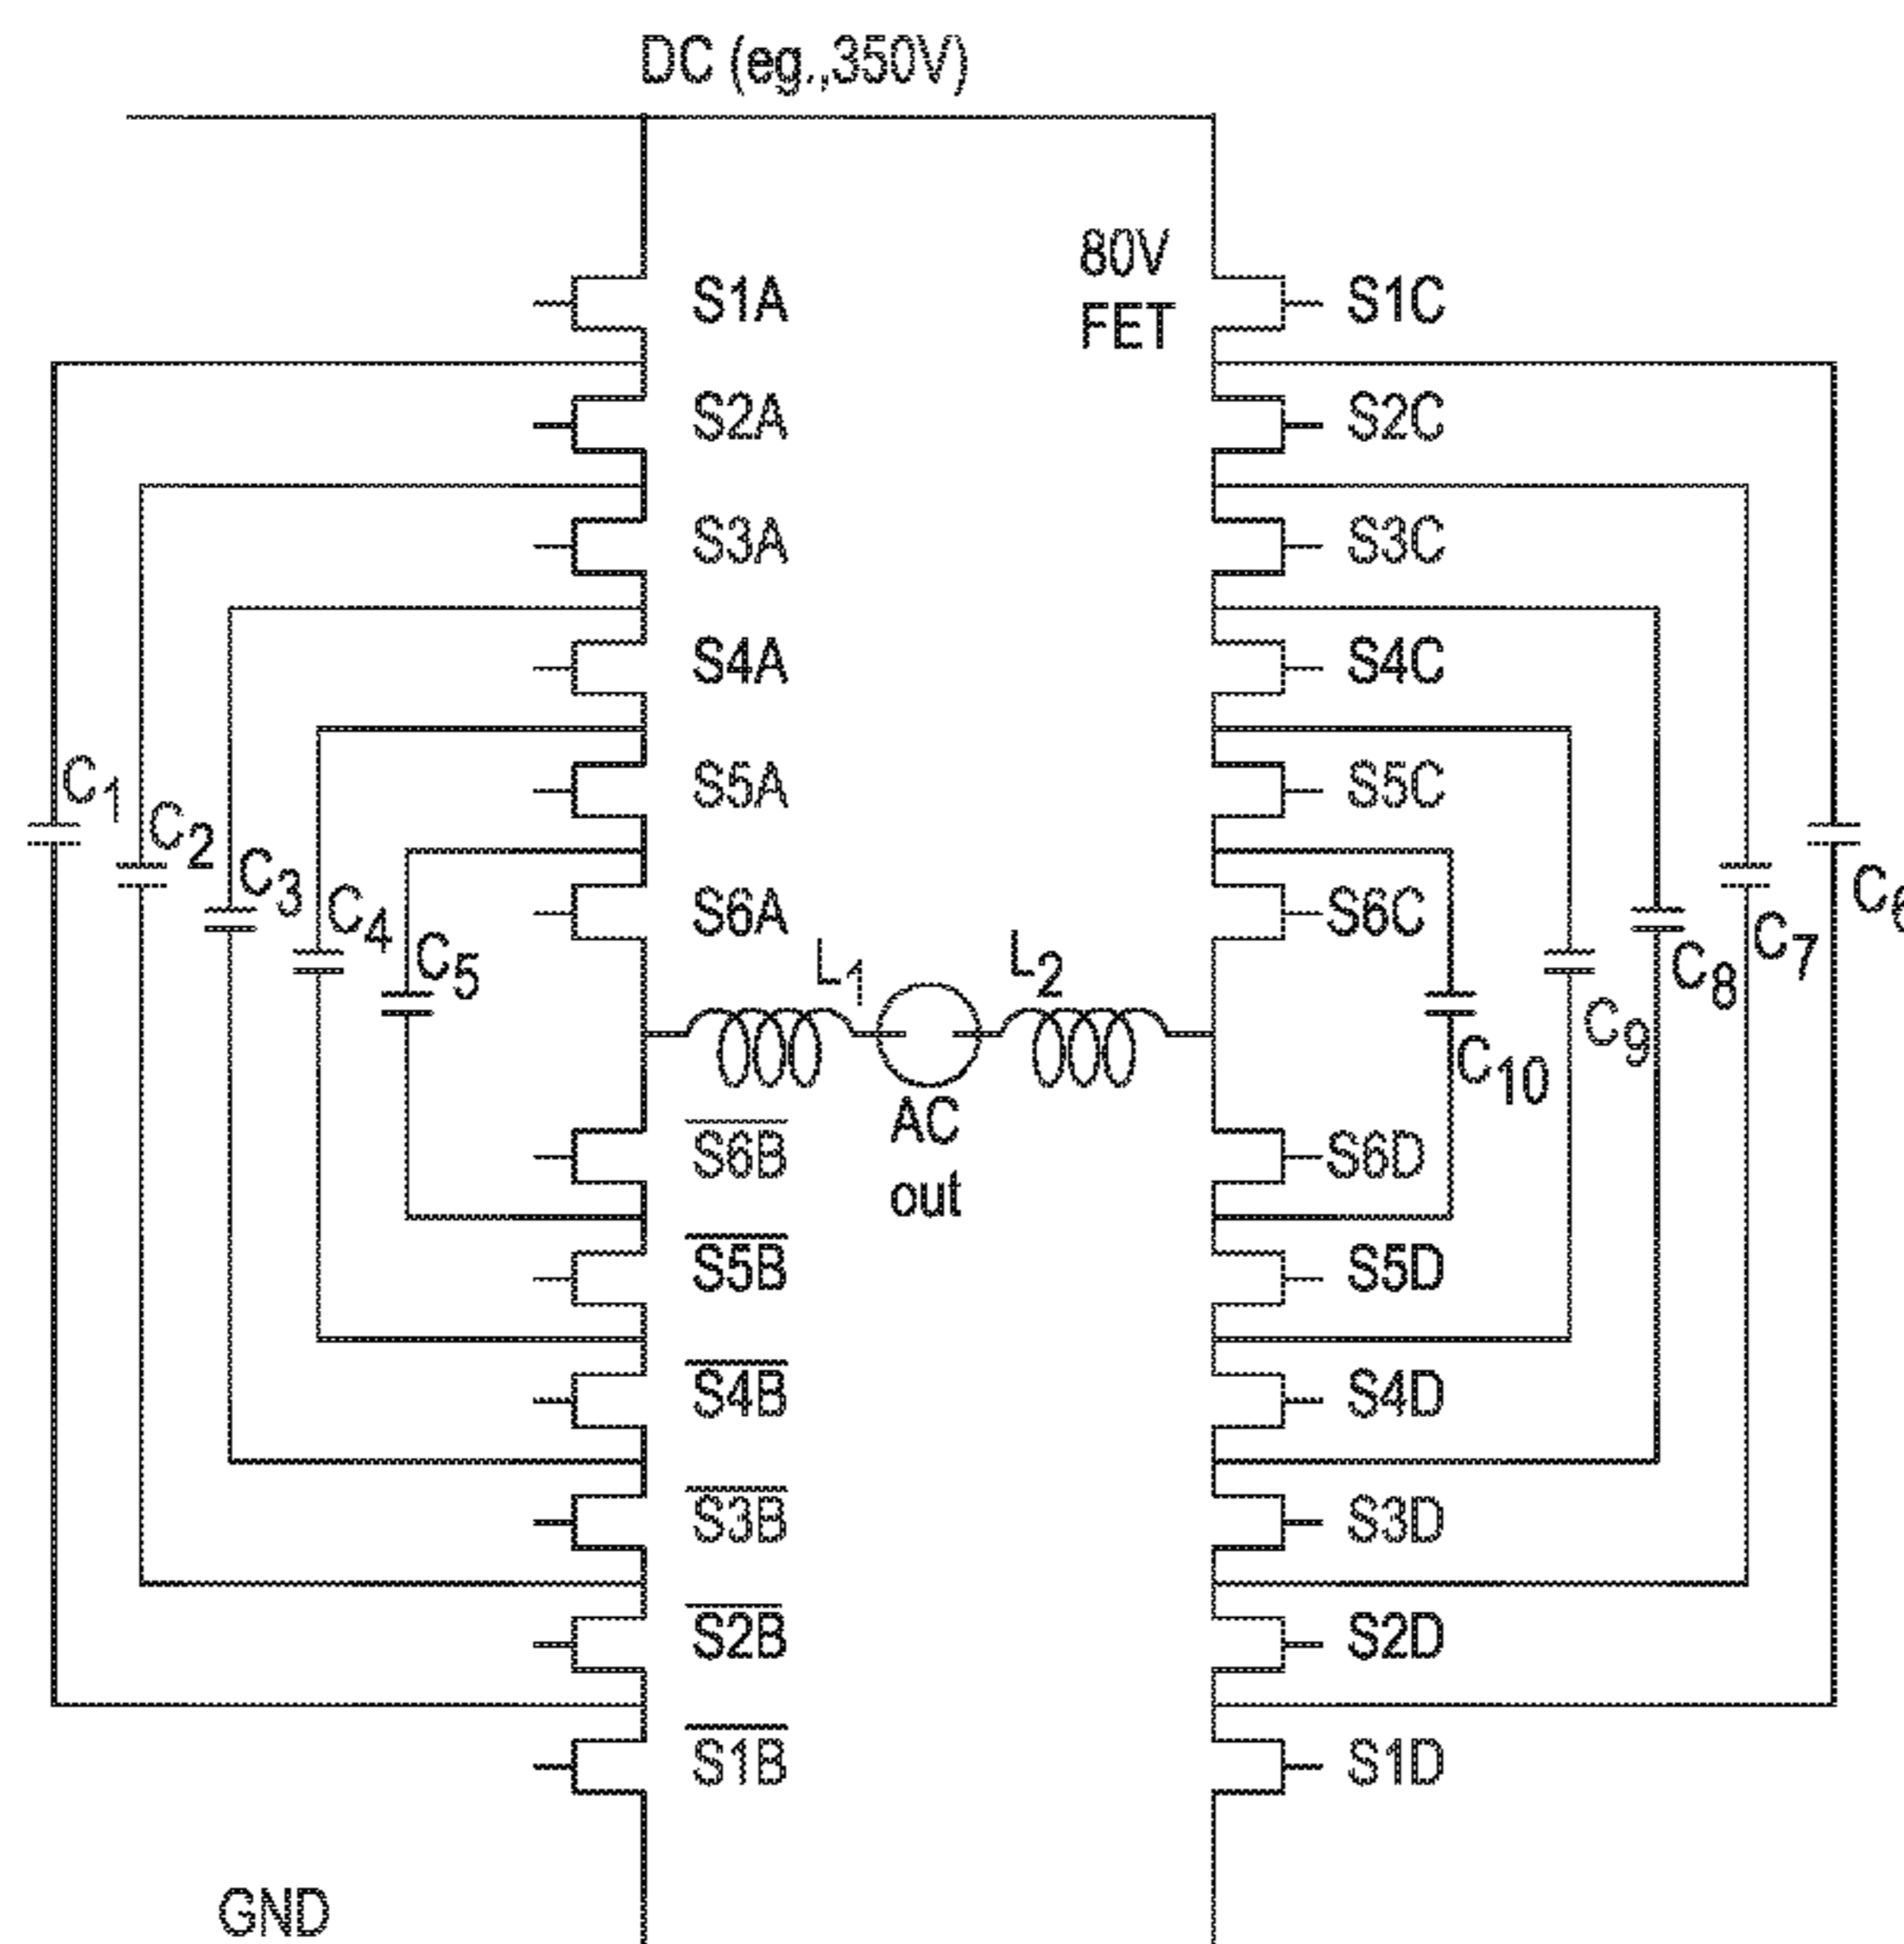 DC (eg.,350V)
80V
FET
S1A
S1C
S2A
S2C
S3A
S3C
S4A
S4C
C1
S5A
S5C
C2
C3
C4
S6A
S6C
C6
C5
L1
L2
C7
C8
C9
C10
AC
out
S6B
S6D
S5B
S5D
S4B
S4D
S3B
S3D
S2B
S2D
S1B
S1D
GND